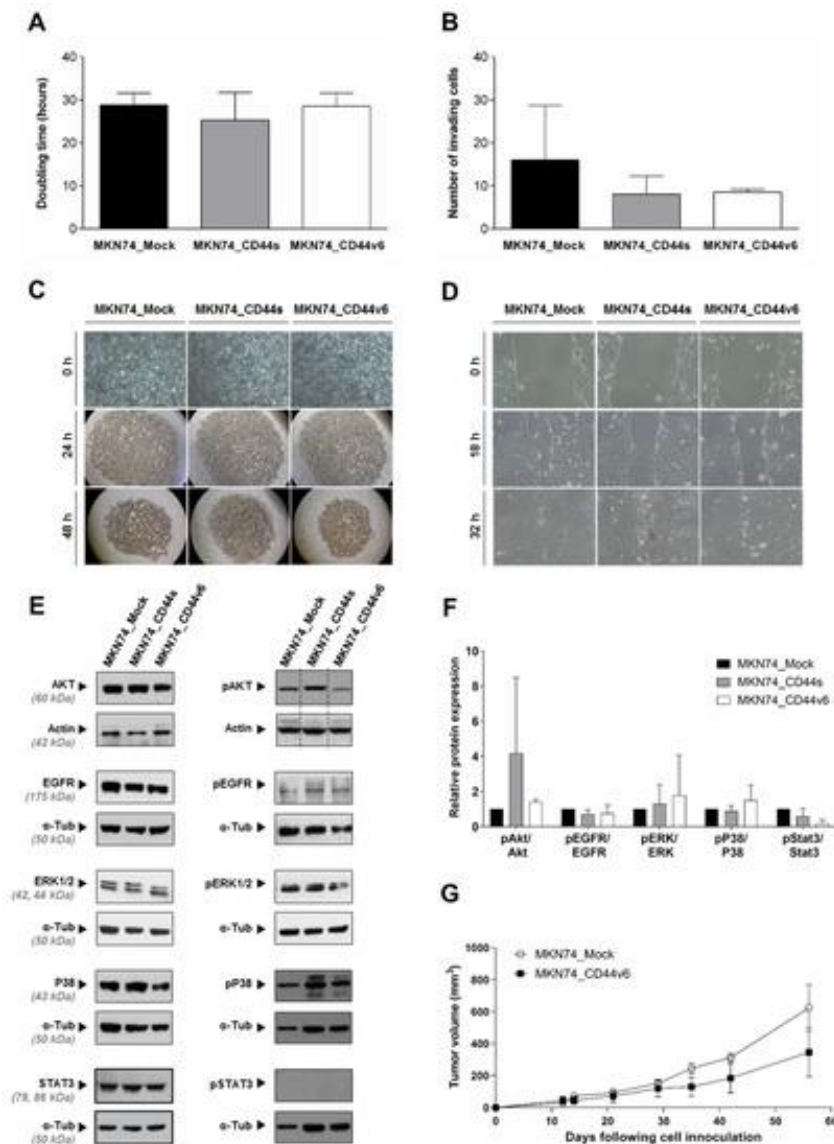 A
40
30
20
10
0
Doubling time (hours)
MKN74_Mock MKN74_CD44s MKN74_CD44v6
B
40
30
20
10
0
Number of invading cells
MKN74_Mock MKN74_CD44s MKN74_CD44v6
C
MKN74_Mock MKN74_CD44s MKN74_CD44v6
0 h
24 h
48 h
D
MKN74_Mock MKN74_CD44s MKN74_CD44v6
0 h
18 h
32 h
E
MKN74_Mock
MKN74_CD44s
MKN74_CD44v6
MKN74_Mock
MKN74_CD44s
MKN74_CD44v6
AKT
(60 kDa)
pAKT
Actin
(42 kDa)
Actin
EGFR
(175 kDa)
pEGFR
α-Tub
(50 kDa)
α-Tub
ERK1/2
(42, 44 kDa)
pERK1/2
α-Tub
(50 kDa)
α-Tub
P38
(43 kDa)
pP38
α-Tub
(50 kDa)
α-Tub
STAT3
(79, 86 kDa)
pSTAT3
α-Tub
(50 kDa)
α-Tub
F
10
8
6
4
2
0
Relative protein expression
MKN74_Mock
MKN74_CD44s
MKN74_CD44v6
pAkt/ pEGFR/ pERK/ pP38/ pStat3/
Akt EGFR ERK P38 Stat3
G
1000
800
600
400
200
0
Tumor volume (mm³)
MKN74_Mock
MKN74_CD44v6
0 10 20 30 40 50 60
Days following cell innoculation